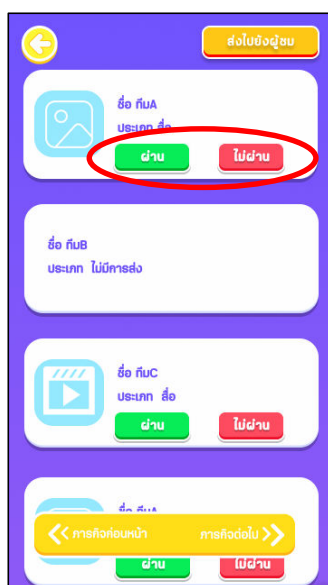 ส่งไปยังผู้ชม
ชื่อ ทีมA
ประเภท สื่อ
ผ่าน ไม่ผ่าน
ชื่อ ทีมB
ประเภท ไม่มีการส่ง
ชื่อ ทีมC
ประเภท สื่อ
ผ่าน ไม่ผ่าน
ชื่อ ทีมA
ภารกิจก่อนหน้า ภารกิจต่อไป
ผ่าน ไม่ผ่าน